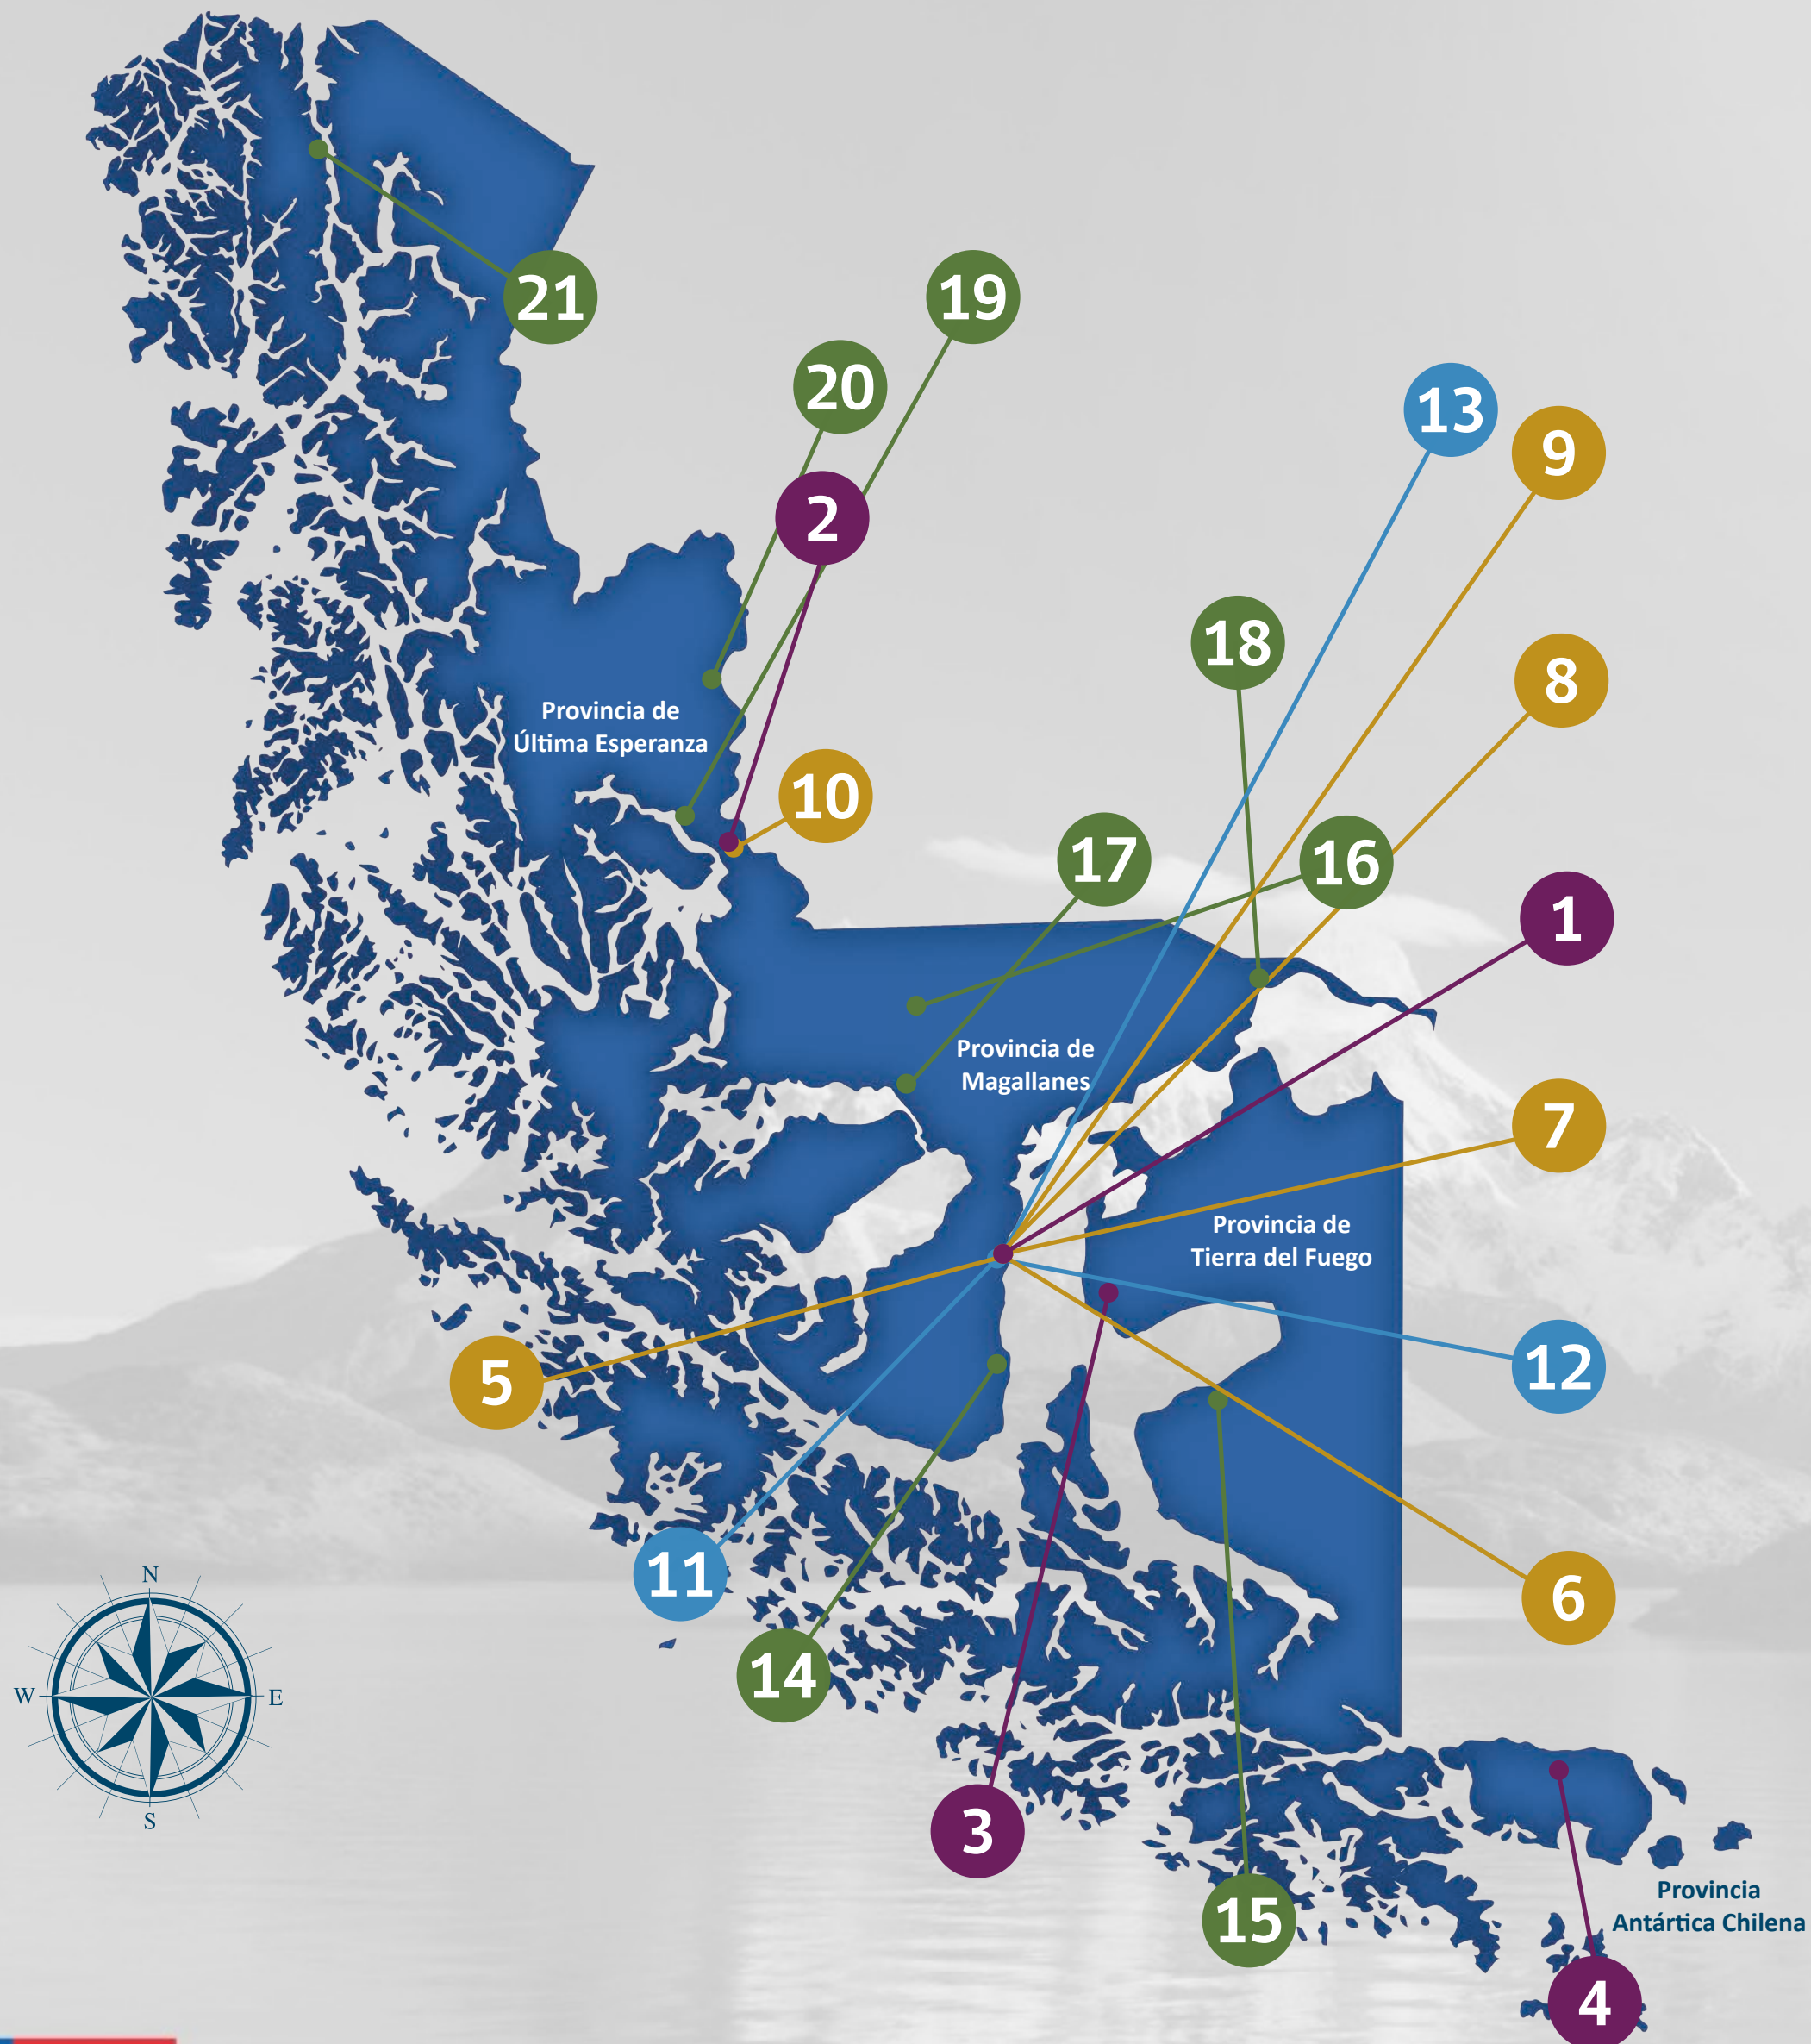 21
19
20
13
9
2
18
8
Provincia de
Última Esperanza
10
17
16
1
Provincia de
Magallanes
7
Provincia de
Tierra del Fuego
12
5
11
6
14
N
W
E
S
3
15
Provincia
Antártica Chilena
4